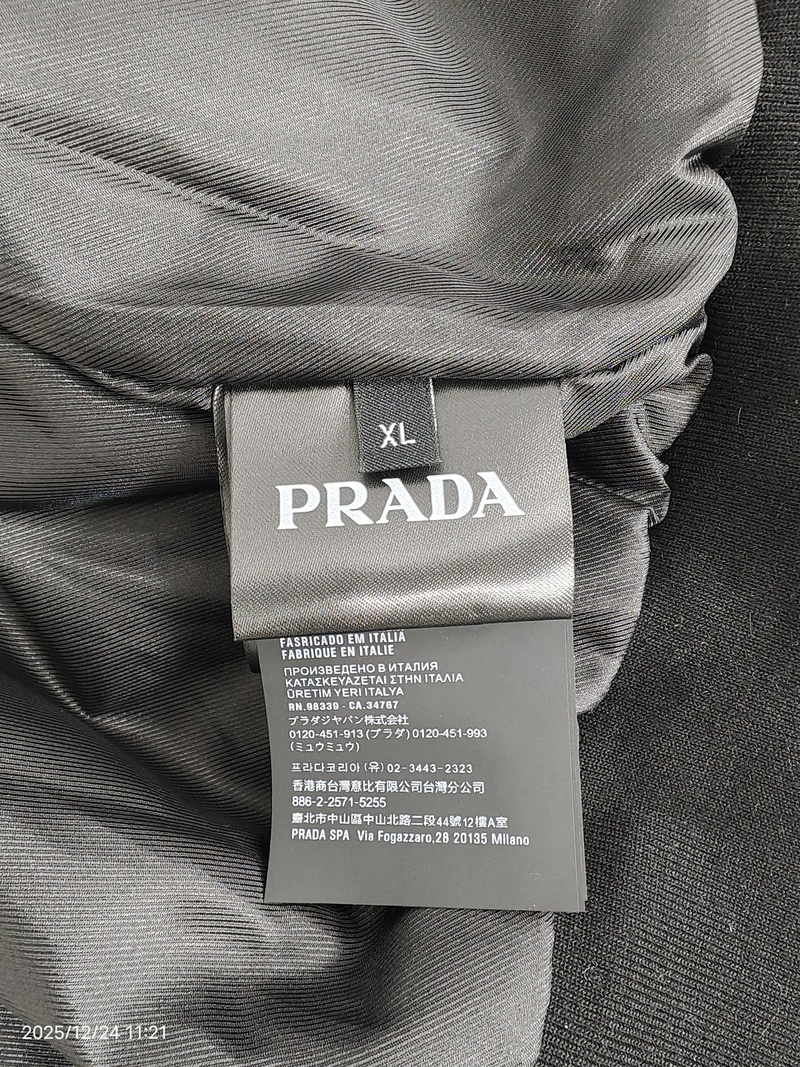 XL
PRADA
FASRICADO EM ITALIA
FABRIQUE EN ITALIE
ПРОИЗВЕДЕНО В ИТАЛИЯ
ΚΑΤΑΣΚΕΥΑΖΕΤΑΙ ΣΤΗΝ ΙΤΑΛΙΑ
ÜRETIM YERI ITALYA
RN.98339 - CA.34767
プラダジャパン株式会社
0120-451-913 (プラダ) 0120-451-993
(ミュウミュウ)
프라다코리아 (유) 02-3443-2323
香港商台灣意比有限公司台灣分公司
886-2-2571-5255
臺北市中山區中山北路二段44號12樓A室
PRADA SPA Via Fogazzaro,28 20135 Milano
2025/12/24 11:21